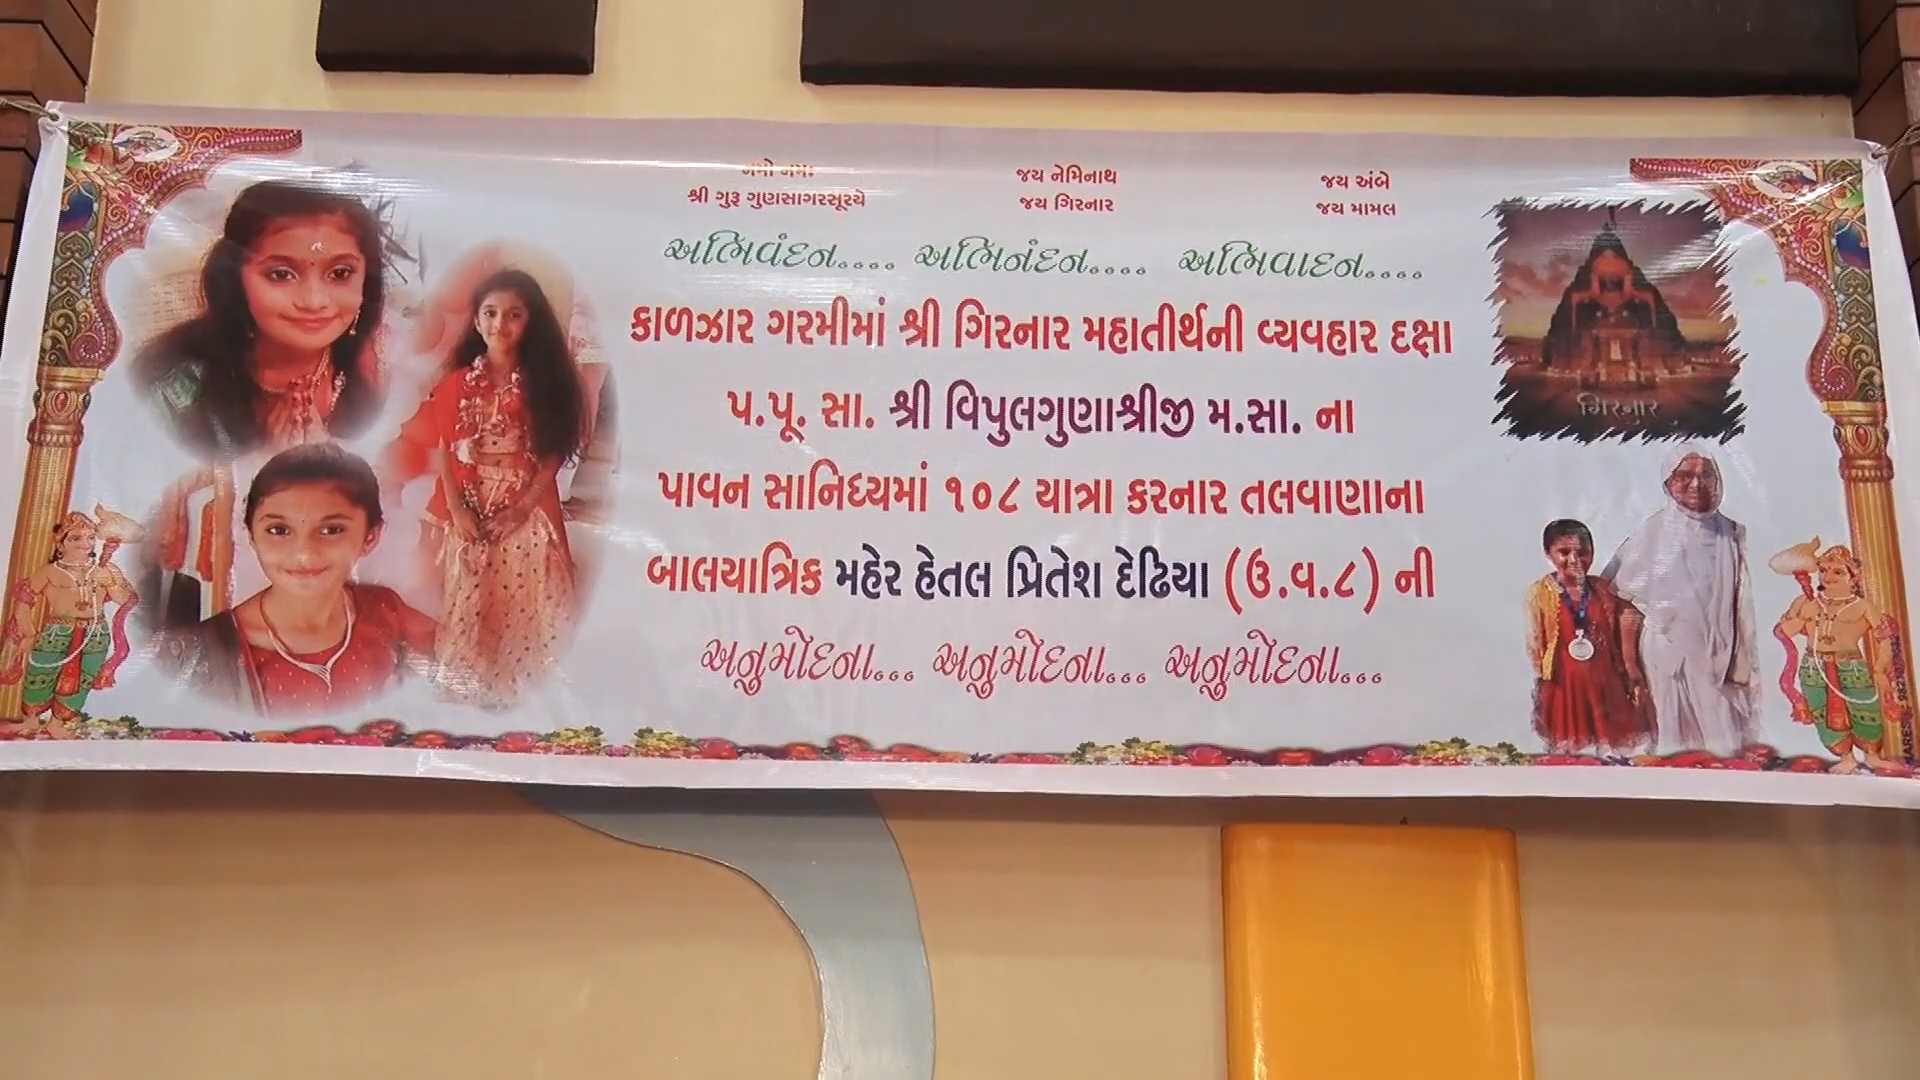 નમો નમઃ
શ્રી ગુરુ ગુણસાગરસૂરયે
જય નેમિનાથ
જય ગિરનાર
જય અંબે
જય મામલ
અભિવંદન.... અભિનંદન.... અભિવાદન....
કાળઝાર ગરમીમાં શ્રી ગિરનાર મહાતીર્થની વ્યવહાર દક્ષા
પ.પૂ. સા. શ્રી વિપુલગુણાશ્રીજી મ.સા. ના
પાવન સાનિધ્યમાં ૧૦૮ યાત્રા કરનાર તલવાણાના
બાલયાત્રિક મહેર હેતલ પ્રિતેશ દેઢિયા (ઉ.વ.૮) ની
અનુમોદના... અનુમોદના... અનુમોદના...
ગિરનાર